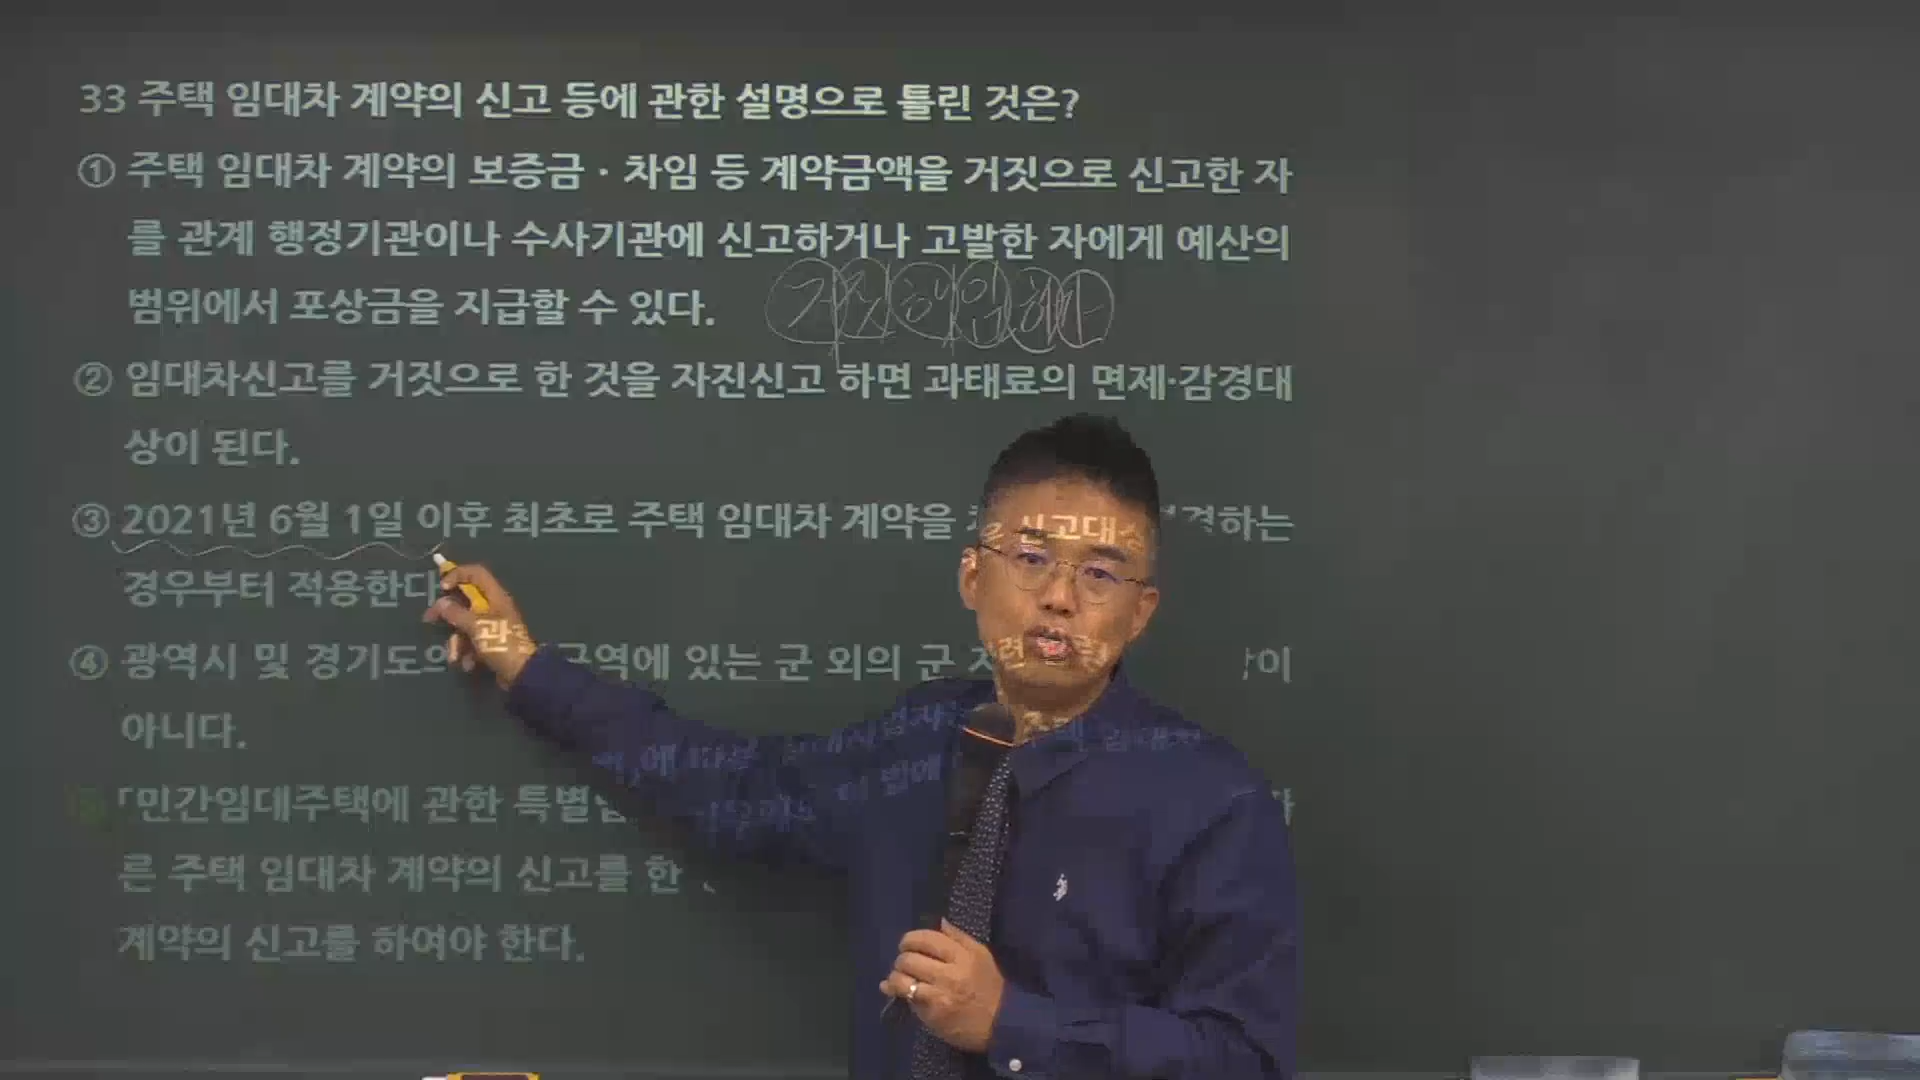 33 주택 임대차 계약의 신고 등에 관한 설명으로 틀린 것은?
① 주택 임대차 계약의 보증금 · 차임 등 계약금액을 거짓으로 신고한 자
를 관계 행정기관이나 수사기관에 신고하거나 고발한 자에게 예산의
범위에서 포상금을 지급할 수 있다.
② 임대차신고를 거짓으로 한 것을 자진신고 하면 과태료의 면제·감경대
상이 된다.
③ 2021년 6월 1일 이후 최초로 주택 임대차 계약을
경우부터 적용한다
④ 광역시 및 경기도의 관할구역에 있는 군 외의 군
아니다.
「민간임대주택에 관한
른 주택 임대차 계약의 신고를 한
계약의 신고를 하여야 한다.